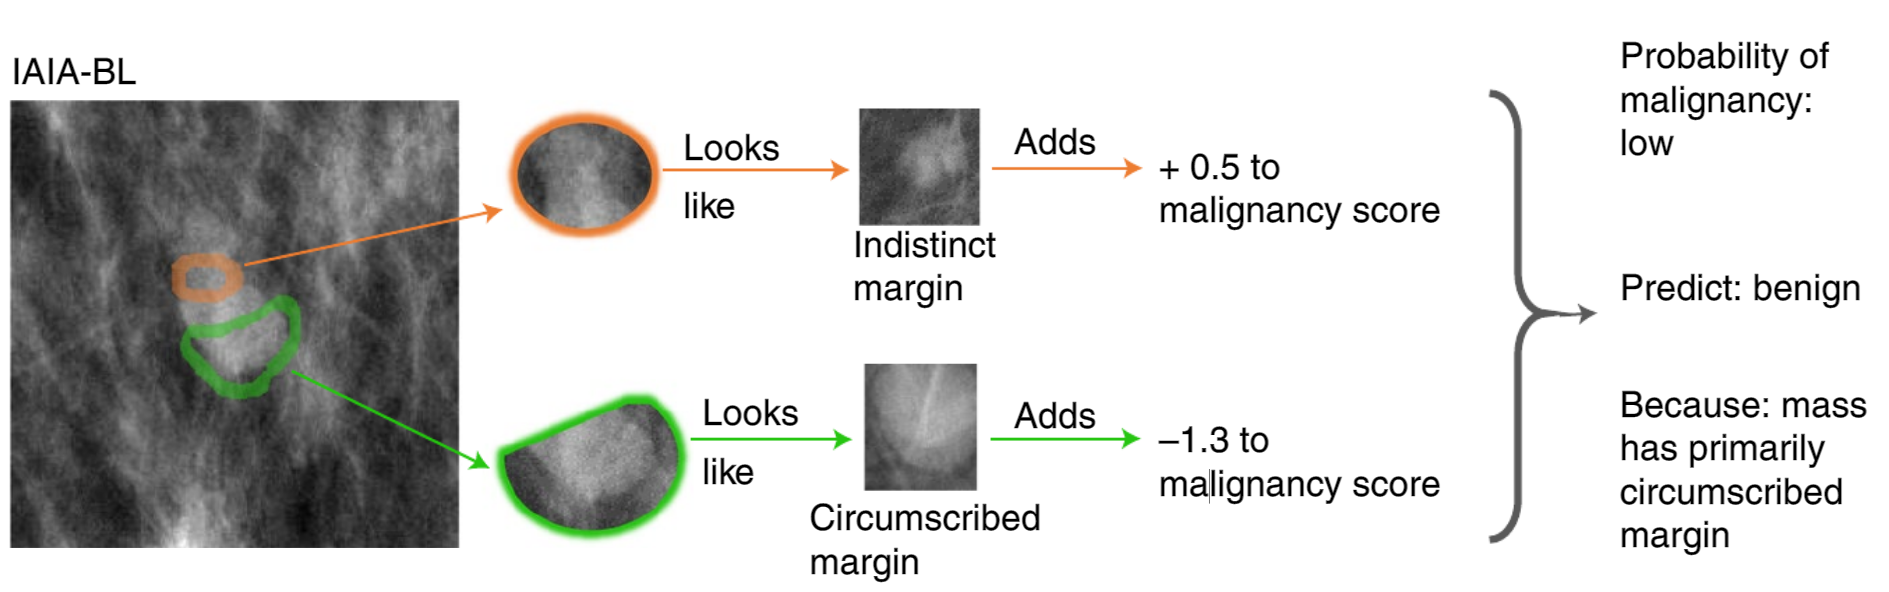 IAIA-BL
Looks
like
Indistinct
margin
Adds
+ 0.5 to
malignancy score
Looks
like
Circumscribed
margin
Adds
–1.3 to
malignancy score
Probability of
malignancy:
low
Predict: benign
Because: mass
has primarily
circumscribed
margin